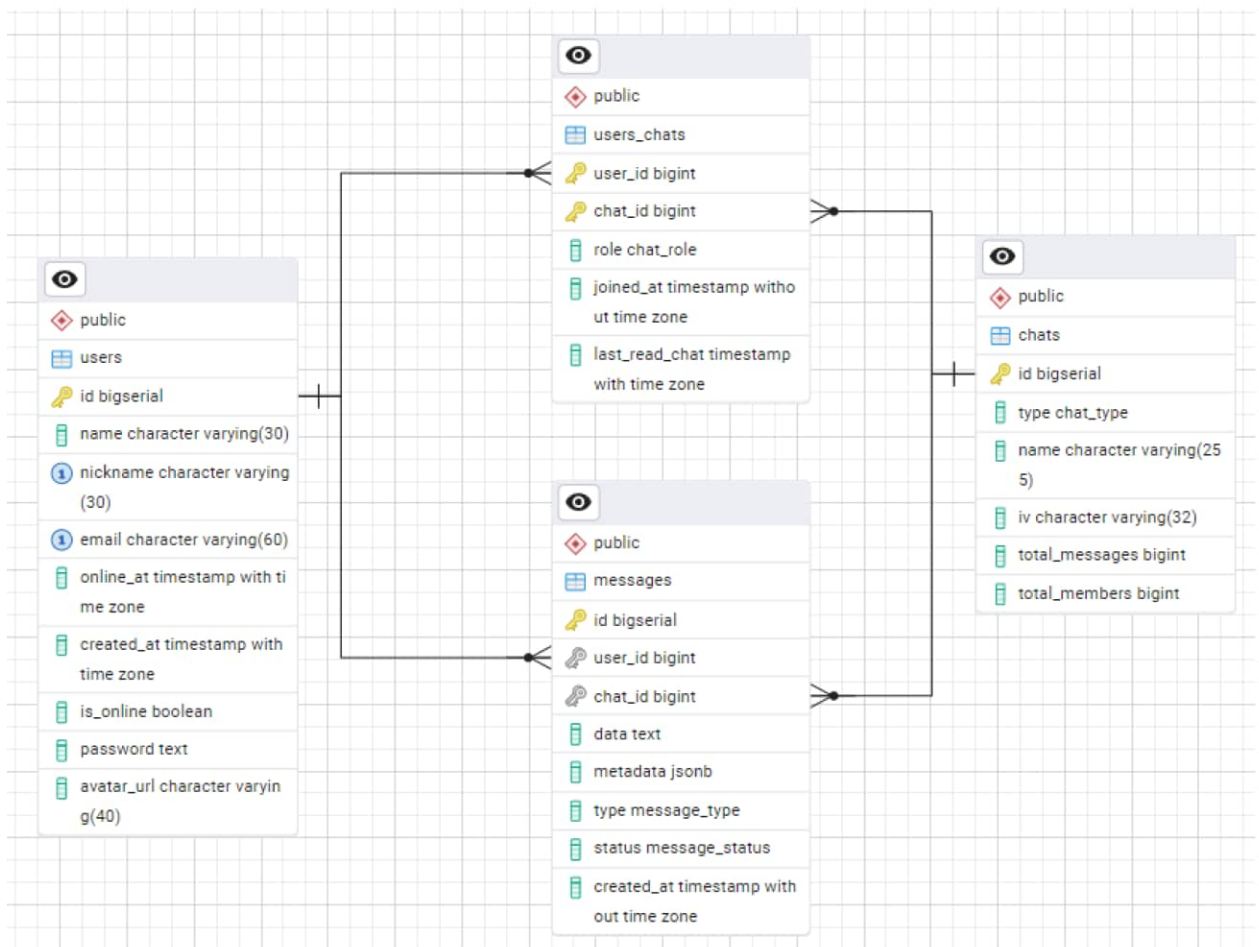 public
users_chats
user_id bigint
chat_id bigint
role chat_role
joined_at timestamp witho
ut time zone
last_read_chat timestamp
with time zone
public
users
id bigserial
name character varying(30)
nickname character varying
(30)
1
email character varying(60)
1
online_at timestamp with ti
me zone
created_at timestamp with
time zone
is_online boolean
password text
avatar_url character varyin
g(40)
public
messages
id bigserial
user_id bigint
chat_id bigint
data text
metadata jsonb
type message_type
status message_status
created_at timestamp with
out time zone
public
chats
id bigserial
type chat_type
name character varying(25
5)
iv character varying(32)
total_messages bigint
total_members bigint